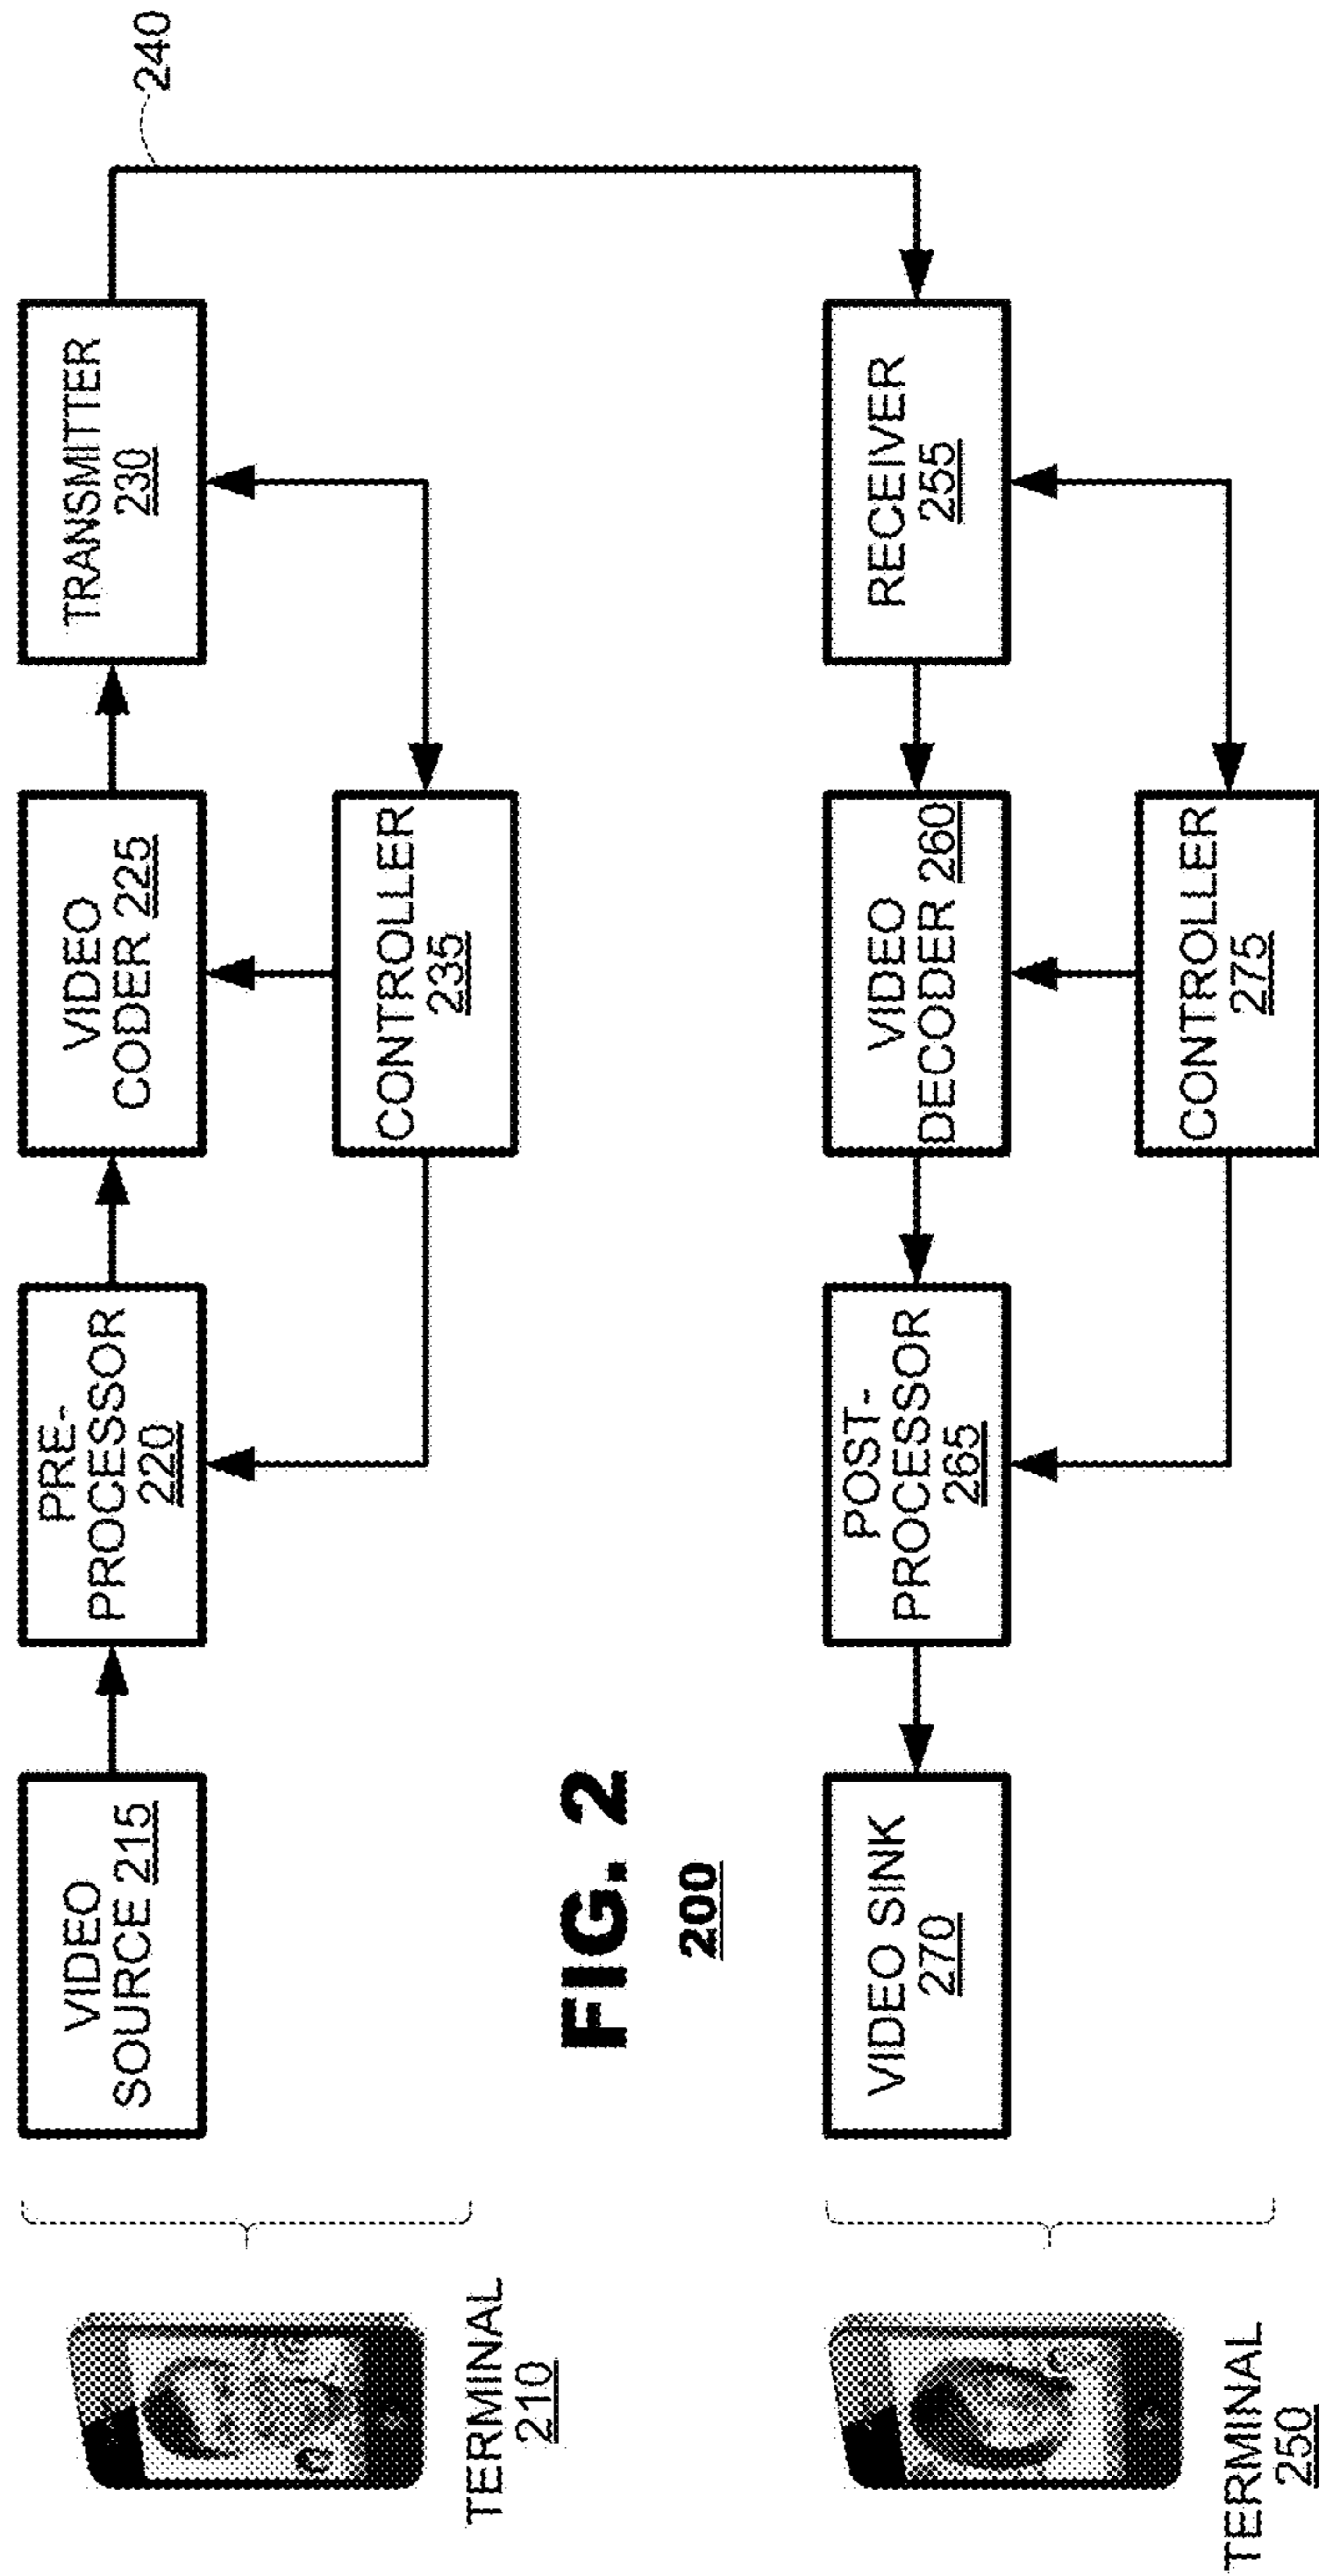 VIDEO
SOURCE 215
PRE-
PROCESSOR
220
VIDEO
CODER 225
TRANSMITTER
230
240
CONTROLLER
235
TERMINAL
210
FIG. 2
200
VIDEO SINK
270
POST-
PROCESSOR
265
VIDEO
DECODER 260
RECEIVER
255
CONTROLLER
275
TERMINAL
250